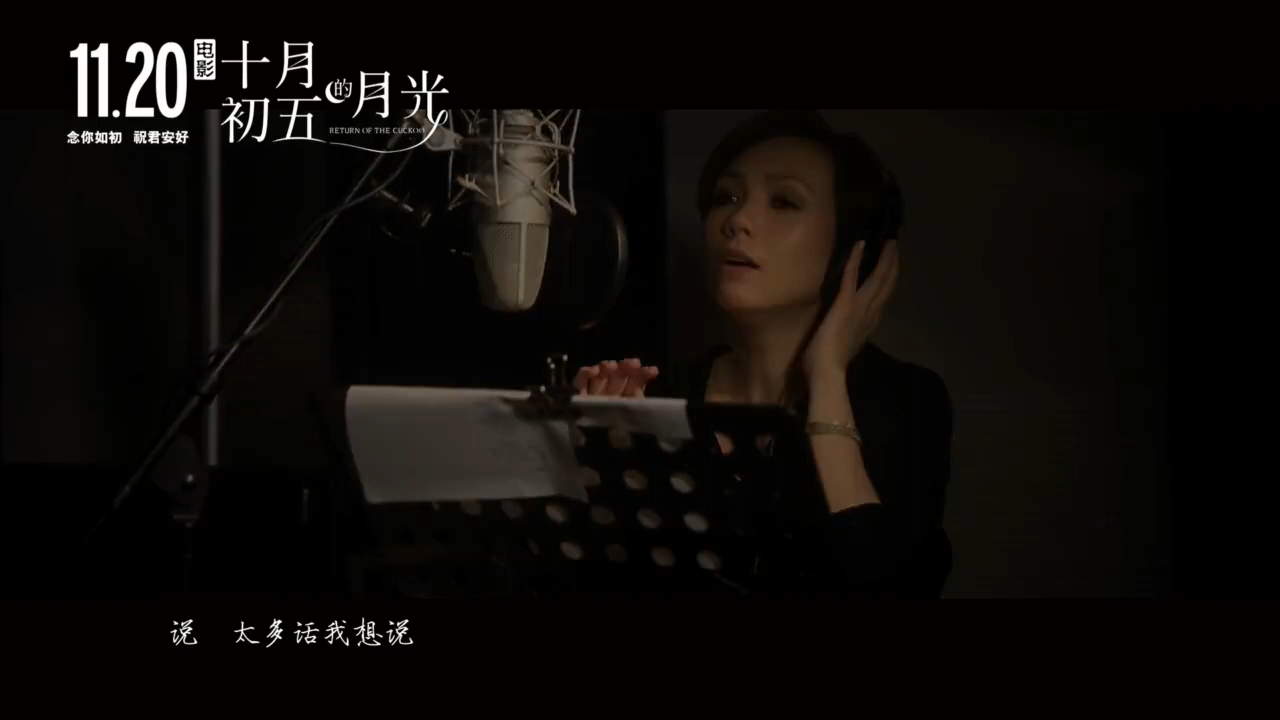 11.20
电影
十月
初五
的月光
RETURN OF THE CUCKOO
念你如初 祝君安好
说 太多话我想说